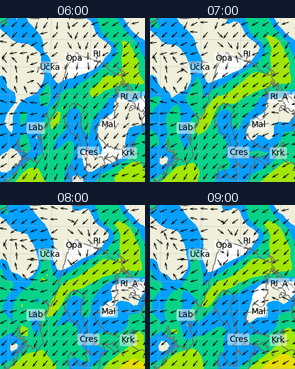 06:00
07:00
Opa
RI
Učka
RI_A
Mal
Lab
Cres
Krk
Opa
RI
Učka
RI_A
Mal
Lab
Cres
Krk
08:00
09:00
Opa
RI
Učka
RI_A
Mal
Lab
Cres
Krk
Opa
RI
Učka
RI_A
Mal
Lab
Cres
Krk